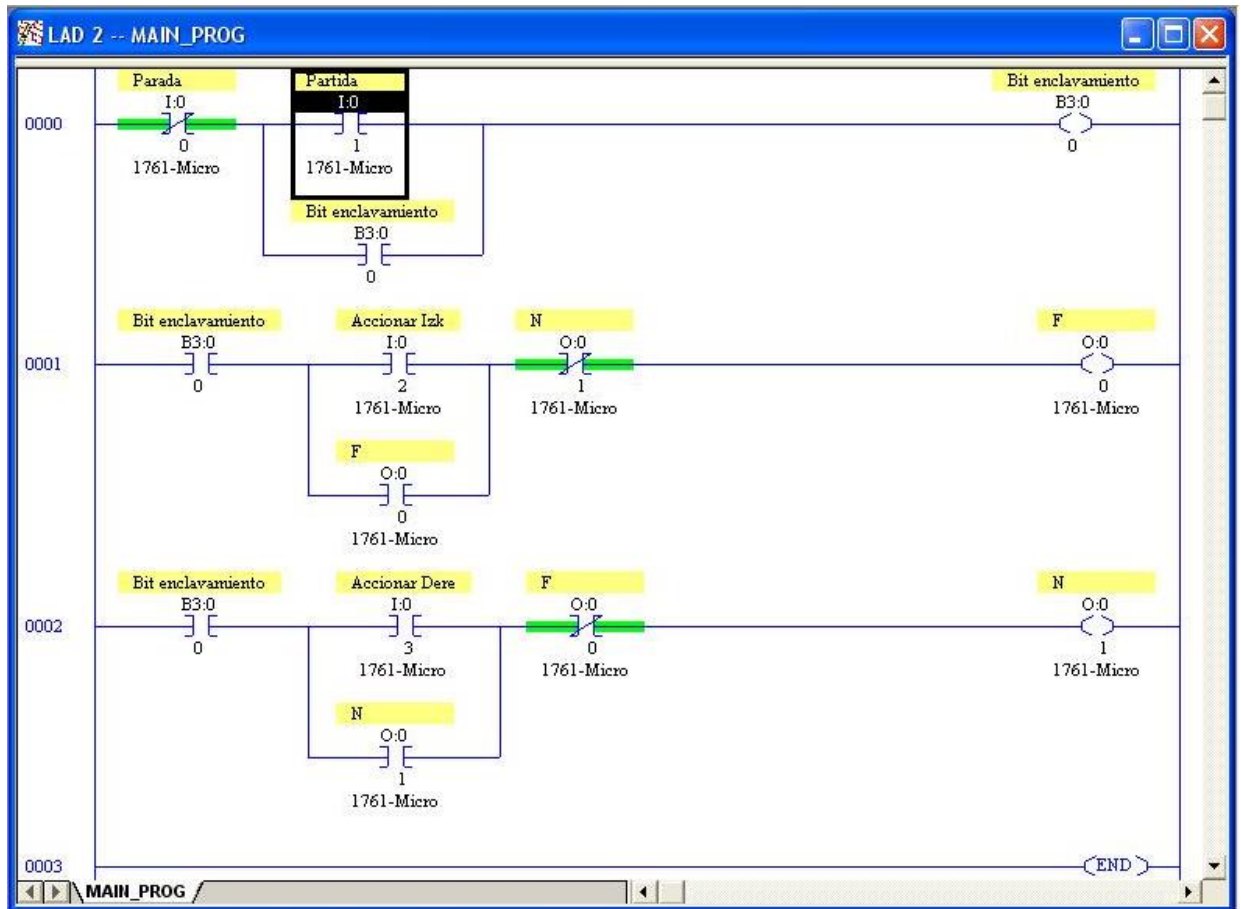 LAD 2 -- MAIN_PROG
Parada
I:0
0
1761-Micro
Partida
I:0
1
1761-Micro
Bit enclavamiento
B3:0
0
Bit enclavamiento
B3:0
0
0000
Bit enclavamiento
B3:0
0
Accionar Izk
I:0
2
1761-Micro
F
O:0
0
1761-Micro
N
O:0
1
1761-Micro
F
O:0
0
1761-Micro
0001
Bit enclavamiento
B3:0
0
Accionar Dere
I:0
3
1761-Micro
N
O:0
1
1761-Micro
F
O:0
0
1761-Micro
N
O:0
1
1761-Micro
0002
0003
END
MAIN_PROG